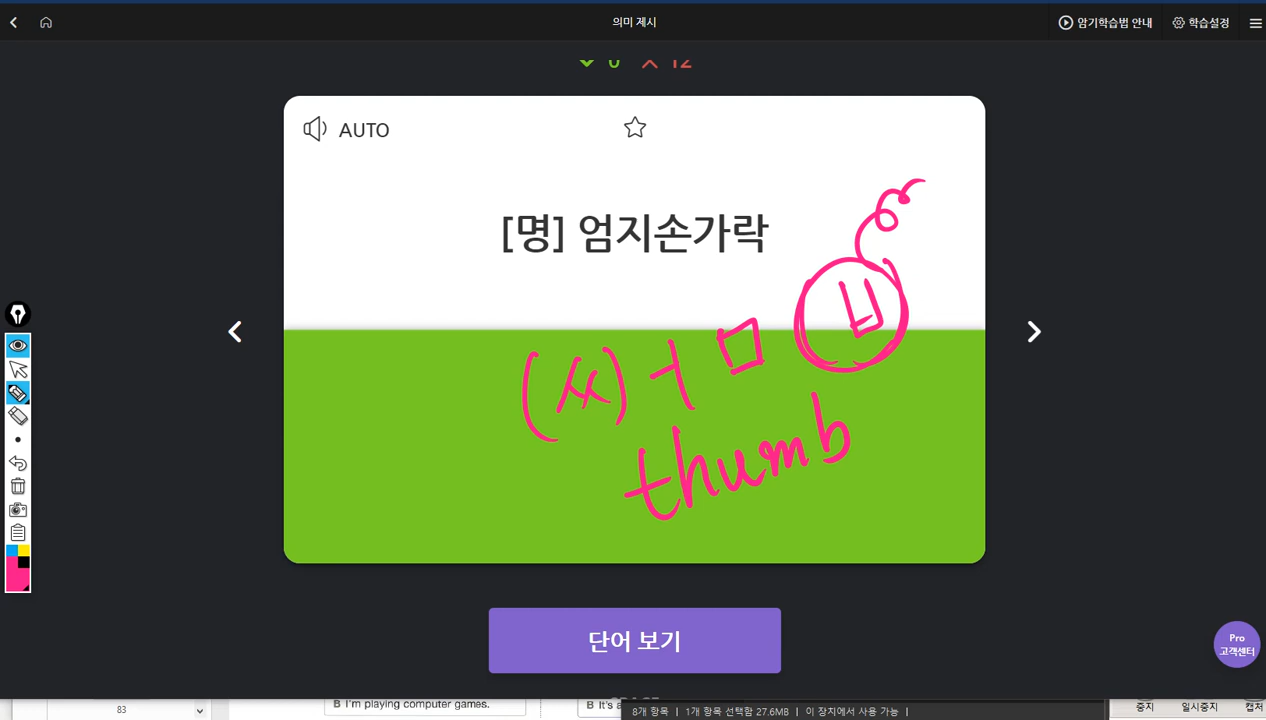 의미 제시
암기학습법 안내
학습설정
AUTO
[명] 엄지손가락
(ㅆ) ㅓ ㅁ ㅂ
thumb
단어 보기
Pro
고객센터
83
B I'm playing computer games.
B It's a
8개 항목 | 1개 항목 선택함 27.6MB | 이 장치에서 사용 가능 |
중지 일시중지 캡처